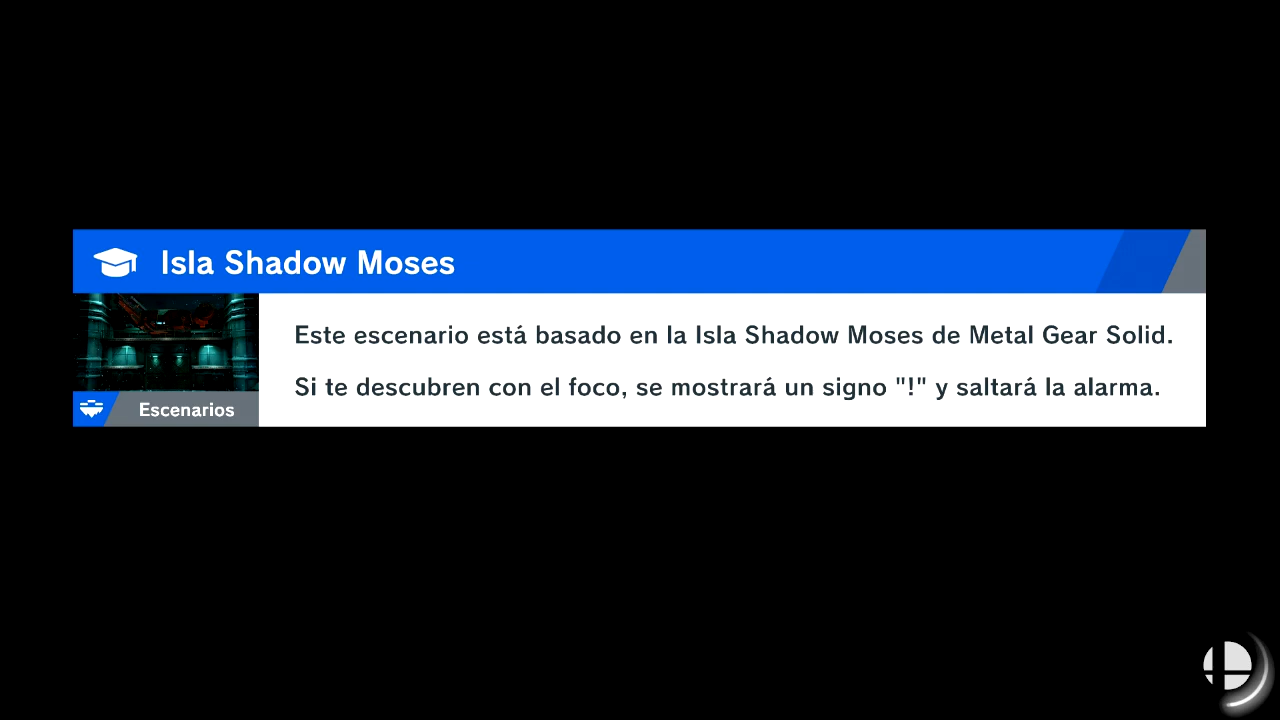 Isla Shadow Moses
Este escenario está basado en la Isla Shadow Moses de Metal Gear Solid.
Si te descubren con el foco, se mostrará un signo "!" y saltará la alarma.
Escenarios